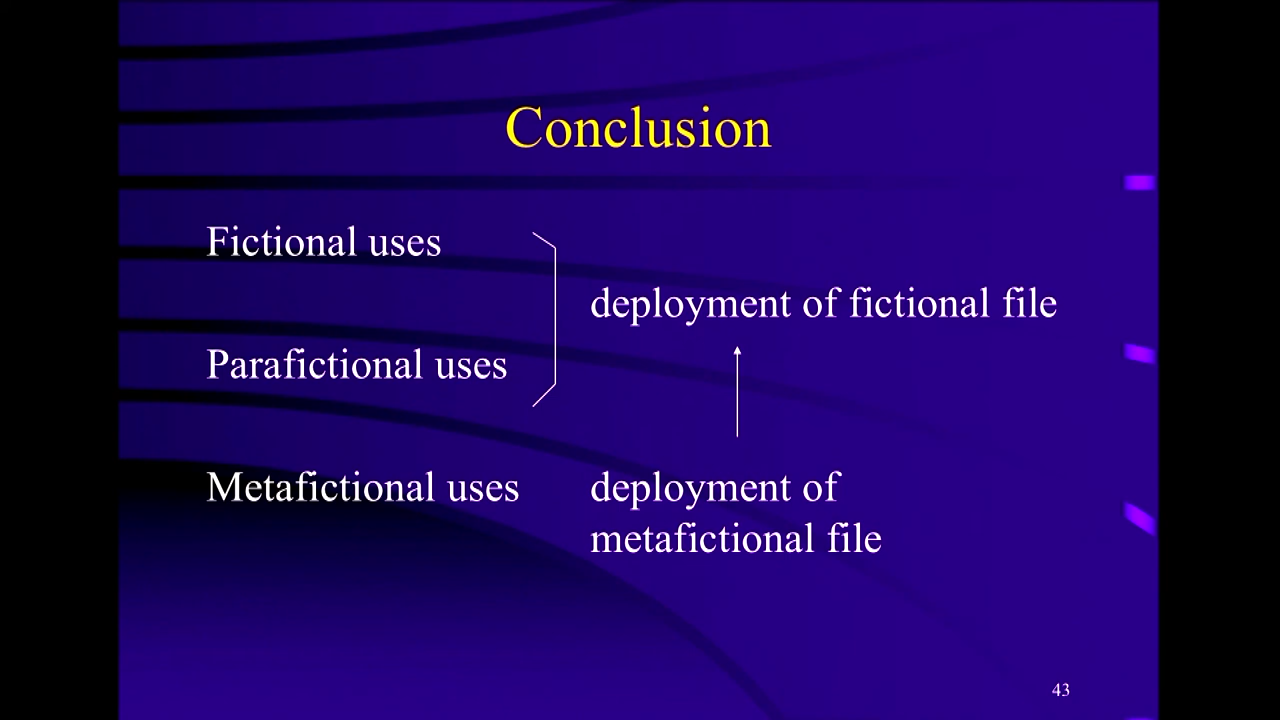 Conclusion
Fictional uses
deployment of fictional file
Parafictional uses
Metafictional uses
deployment of
metafictional file
43